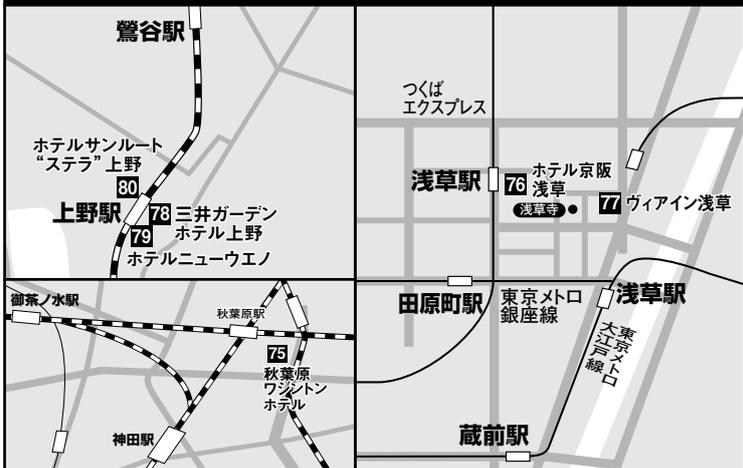 鶯谷駅
ホテルサンルート
“ステラ”上野
80
上野駅
78
三井ガーデン
ホテル上野
79
ホテルニューウエノ
御茶ノ水駅
秋葉原駅
75
秋葉原
ワシントン
ホテル
神田駅
つくば
エクスプレス
浅草駅
76
ホテル京阪
浅草
浅草寺
77
ヴィアイン浅草
田原町駅
東京メトロ
銀座線
浅草駅
東京メトロ
大江戸線
蔵前駅